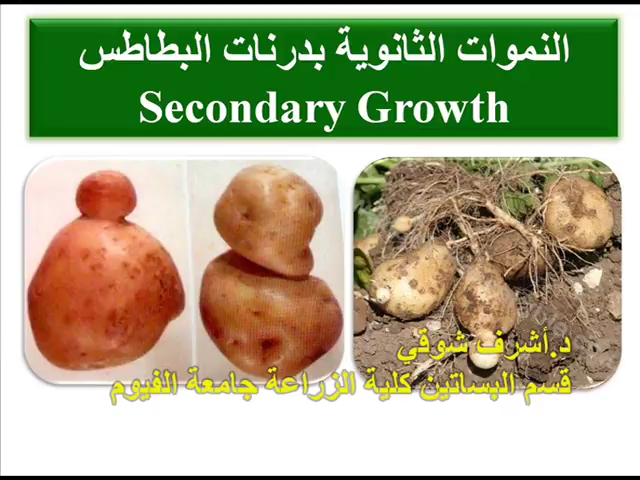 النموات الثانوية بدرنات البطاطس
Secondary Growth
د.أشرف شوقي
قسم البساتين كلية الزراعة جامعة الفيوم